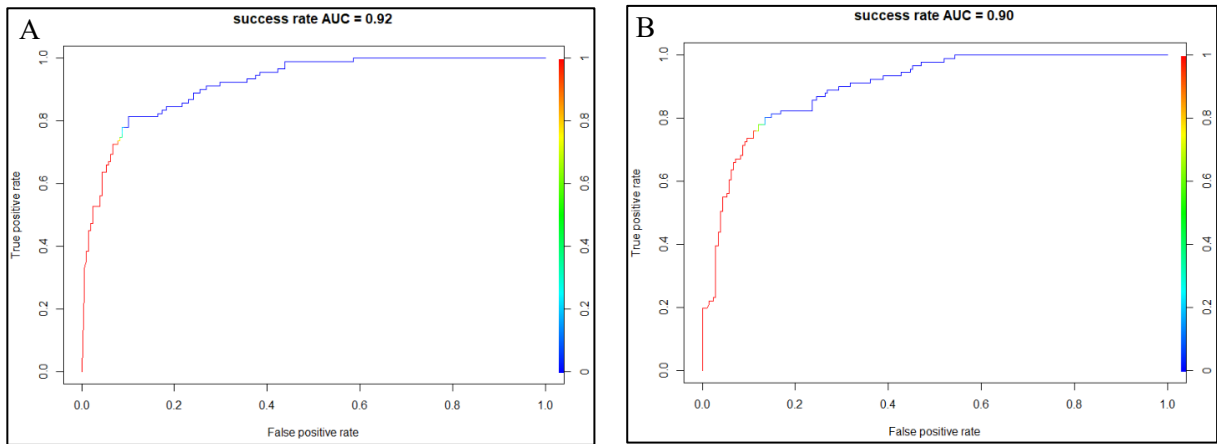 A
success rate AUC = 0.92
True positive rate
1.0
0.8
0.6
0.4
0.2
0.0
1
0.8
0.6
0.4
0.2
0
0.0 0.2 0.4 0.6 0.8 1.0
False positive rate
B
success rate AUC = 0.90
True positive rate
1.0
0.8
0.6
0.4
0.2
0.0
1
0.8
0.6
0.4
0.2
0
0.0 0.2 0.4 0.6 0.8 1.0
False positive rate